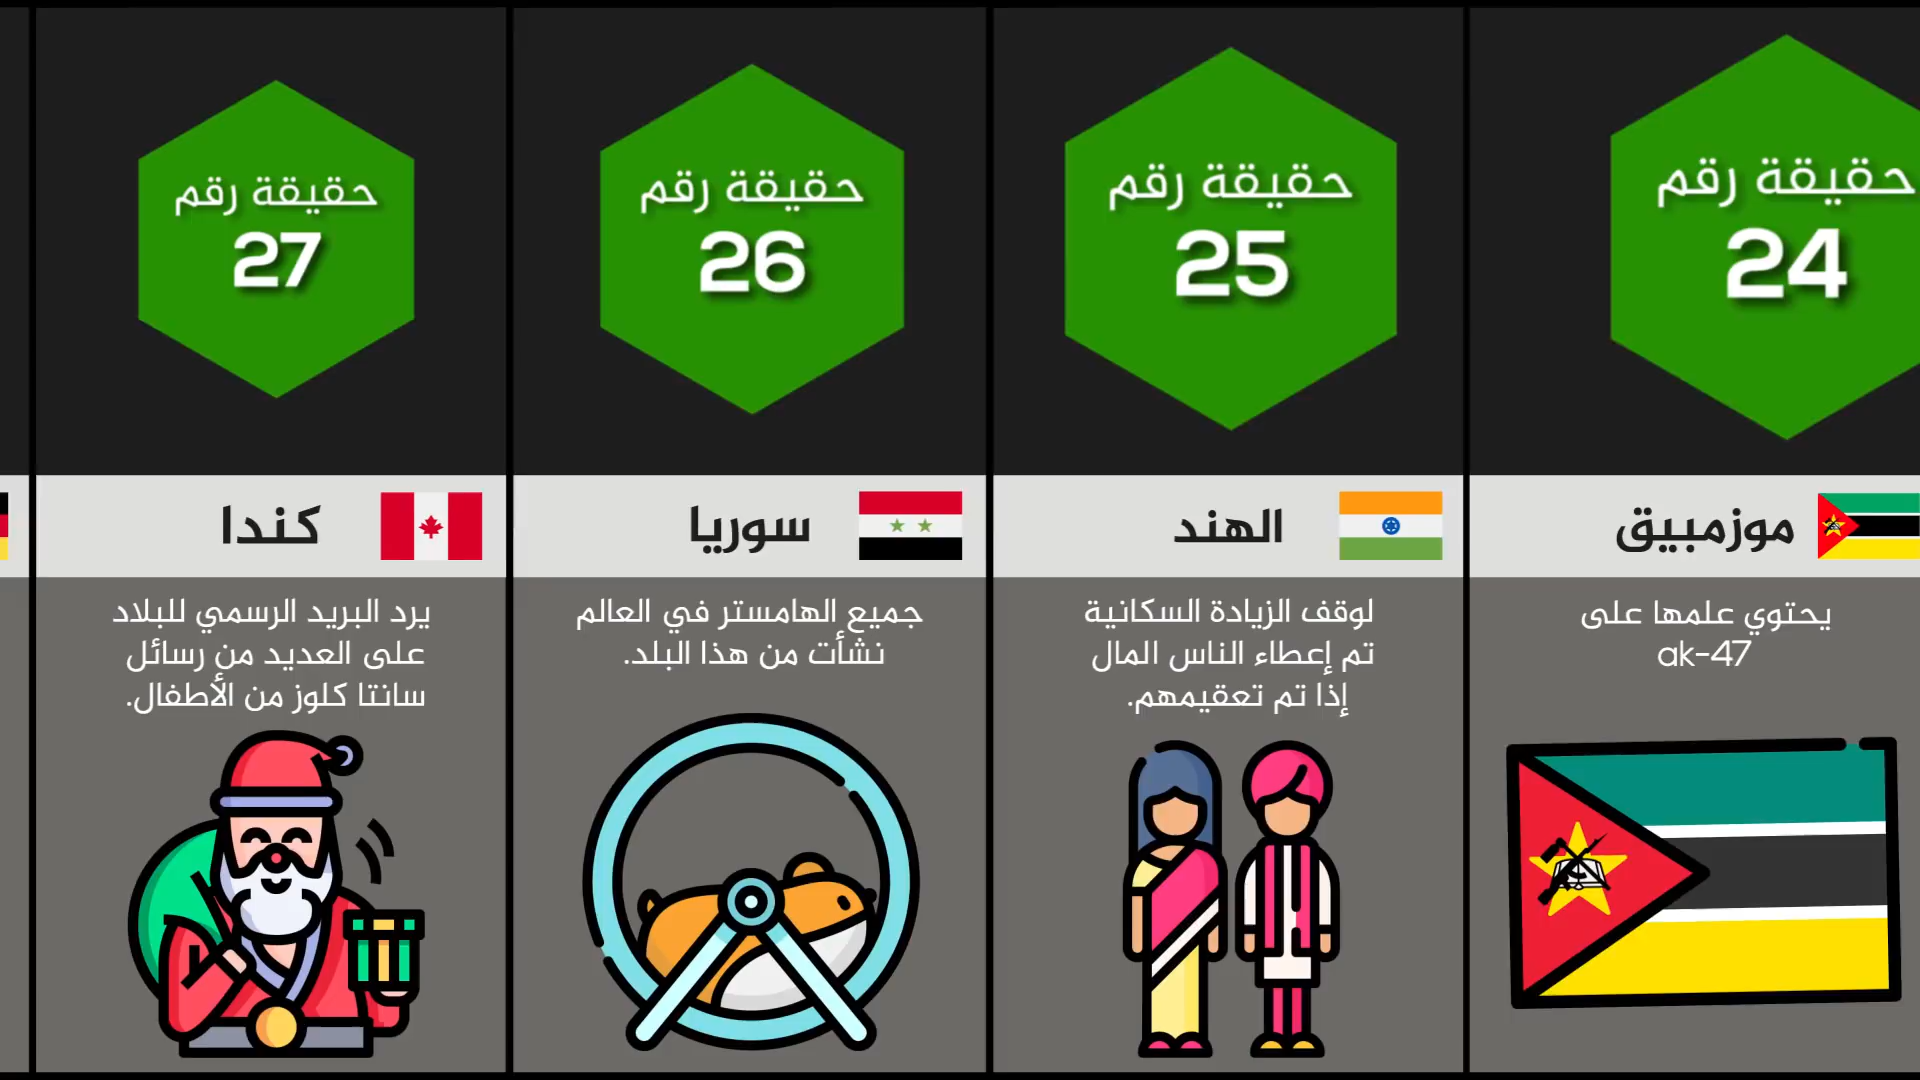 حقيقة رقم
24
موزمبيق
يحتوي علمها على
ak-47
حقيقة رقم
25
الهند
لوقف الزيادة السكانية
تم إعطاء الناس المال
إذا تم تعقيمهم.
حقيقة رقم
26
سوريا
جميع الهامستر في العالم
نشأت من هذا البلد.
حقيقة رقم
27
كندا
يرد البريد الرسمي للبلاد
على العديد من رسائل
سانتا كلوز من الأطفال.